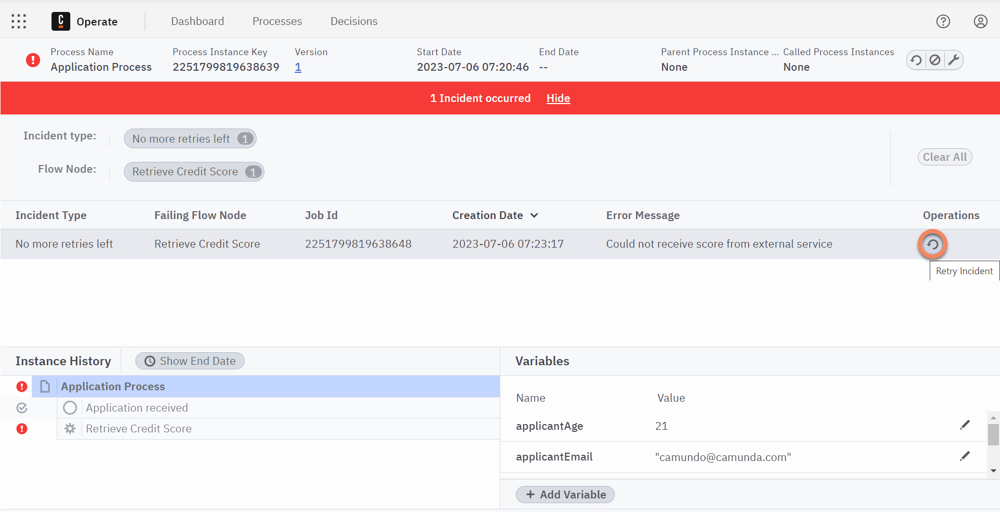 C Operate Dashboard Processes Decisions
Process Name Process Instance Key Version Start Date End Date Parent Process Instance ... Called Process Instances
Application Process 2251799819638639 1 2023-07-06 07:20:46 -- None None
1 Incident occurred Hide
Incident type: No more retries left 1
Clear All
Flow Node: Retrieve Credit Score 1
Incident Type Failing Flow Node Job Id Creation Date Error Message Operations
No more retries left Retrieve Credit Score 2251799819638648 2023-07-06 07:23:17 Could not receive score from external service
Retry Incident
Instance History Show End Date
Application Process
Application received
Retrieve Credit Score
Variables
Name Value
applicantAge 21
applicantEmail "camundo@camunda.com"
+ Add Variable